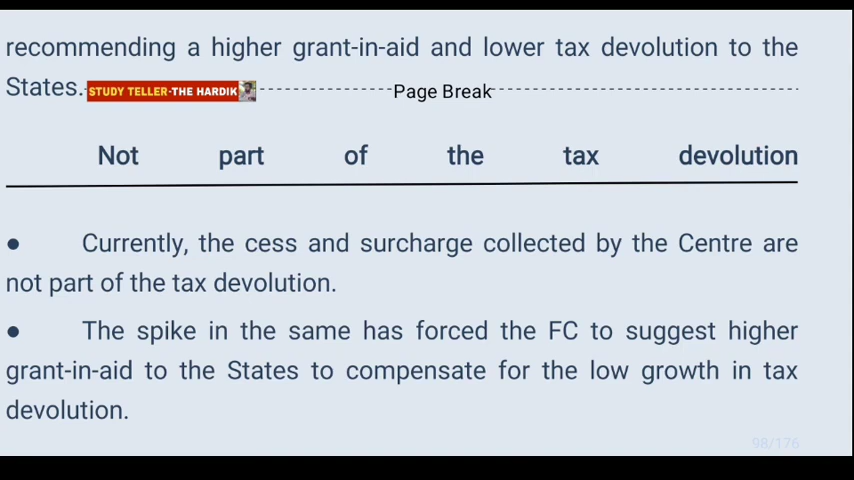 recommending a higher grant-in-aid and lower tax devolution to the
States. STUDY TELLER-THE HARDIK Page Break
Not part of the tax devolution
● Currently, the cess and surcharge collected by the Centre are
not part of the tax devolution.
● The spike in the same has forced the FC to suggest higher
grant-in-aid to the States to compensate for the low growth in tax
devolution.
98/176